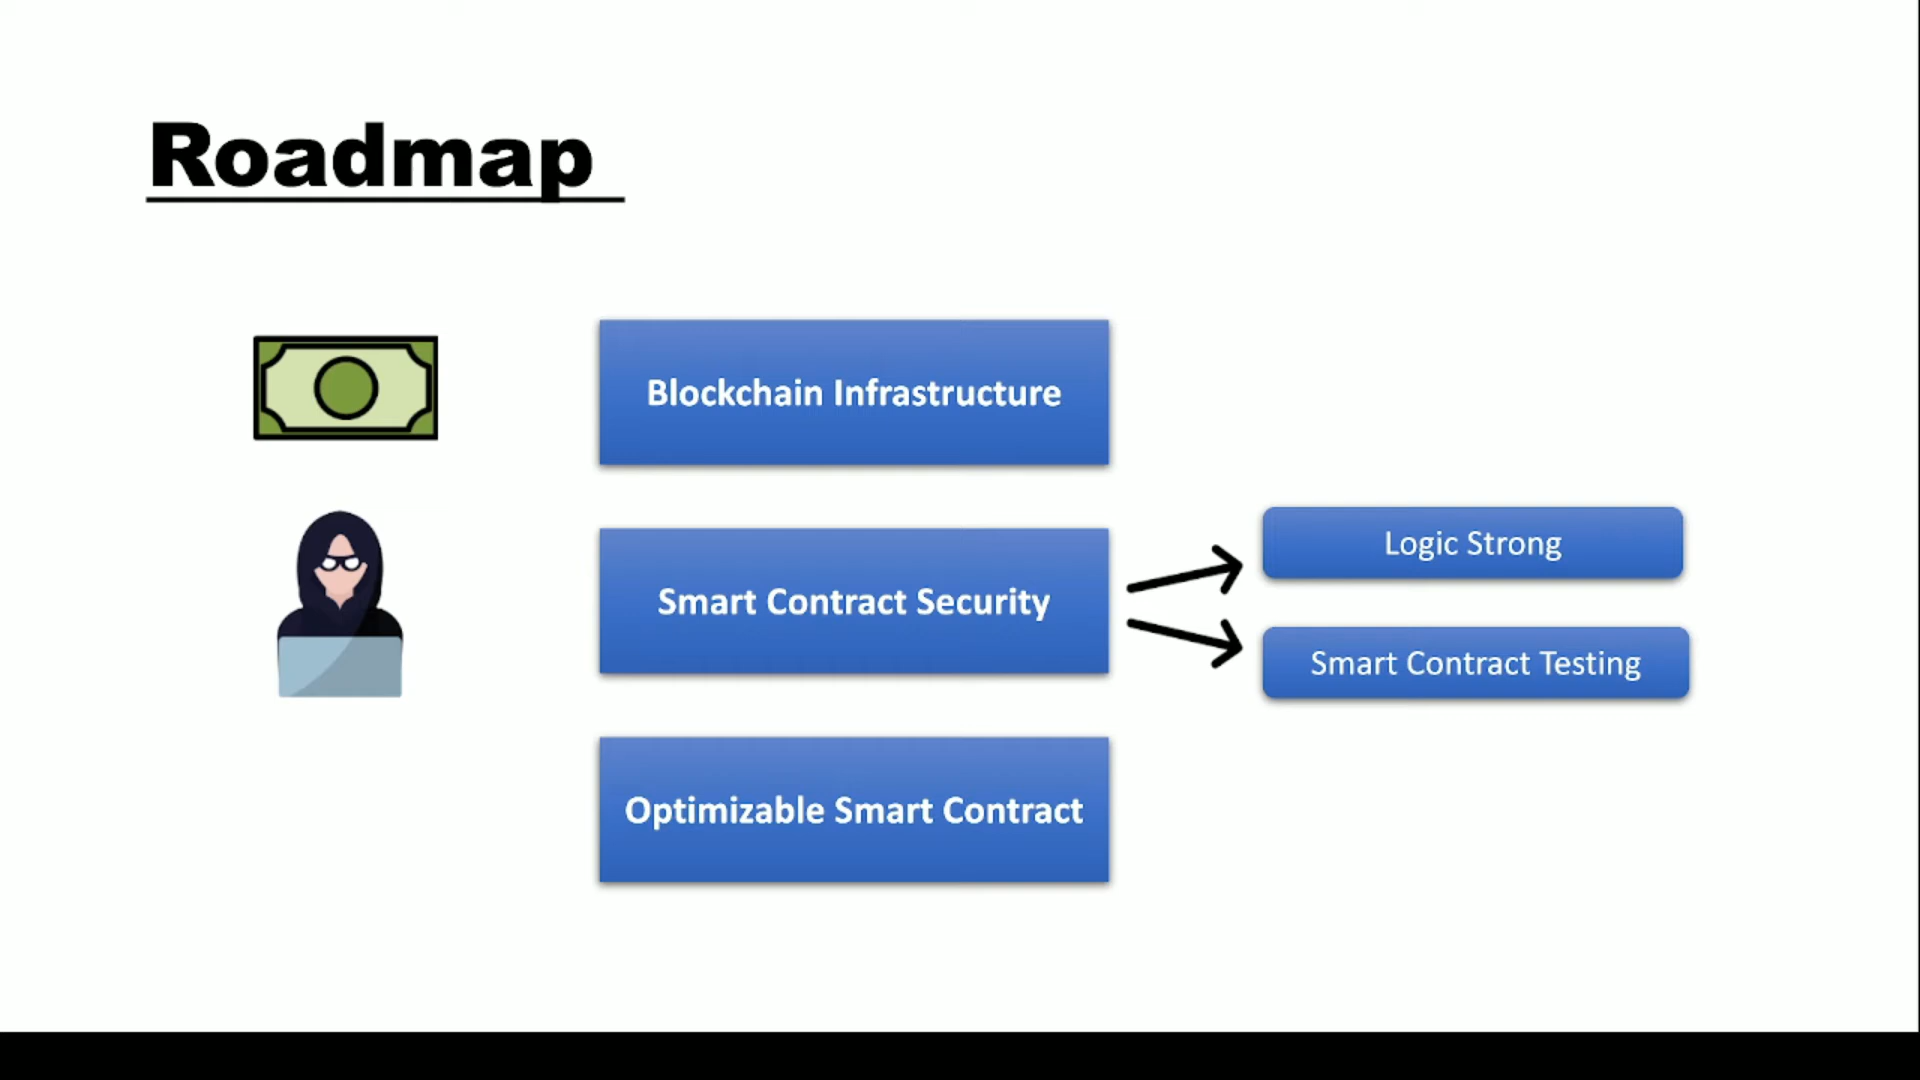 Roadmap
Blockchain Infrastructure
Smart Contract Security
Logic Strong
Smart Contract Testing
Optimizable Smart Contract